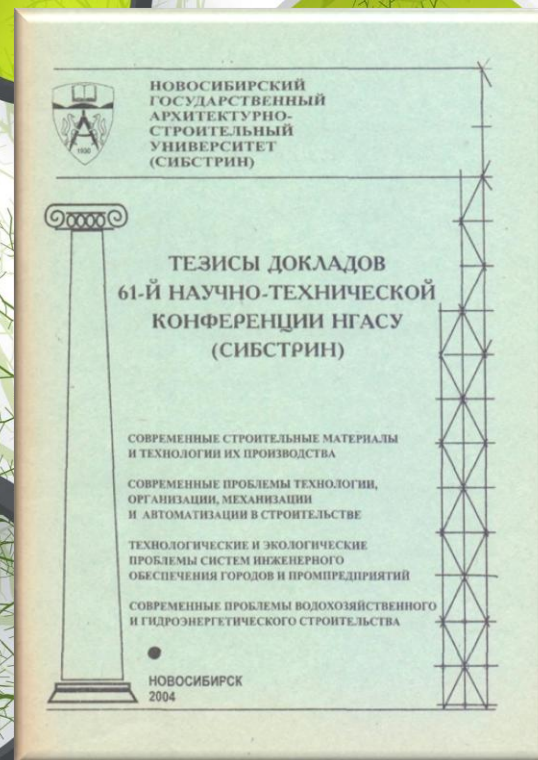 НОВОСИБИРСКИЙ
ГОСУДАРСТВЕННЫЙ
АРХИТЕКТУРНО-
СТРОИТЕЛЬНЫЙ
УНИВЕРСИТЕТ
(СИБСТРИН)
1930
ТЕЗИСЫ ДОКЛАДОВ
61-Й НАУЧНО-ТЕХНИЧЕСКОЙ
КОНФЕРЕНЦИИ НГАСУ
(СИБСТРИН)
СОВРЕМЕННЫЕ СТРОИТЕЛЬНЫЕ МАТЕРИАЛЫ
И ТЕХНОЛОГИИ ИХ ПРОИЗВОДСТВА
СОВРЕМЕННЫЕ ПРОБЛЕМЫ ТЕХНОЛОГИИ,
ОРГАНИЗАЦИИ, МЕХАНИЗАЦИИ
И АВТОМАТИЗАЦИИ В СТРОИТЕЛЬСТВЕ
ТЕХНОЛОГИЧЕСКИЕ И ЭКОЛОГИЧЕСКИЕ
ПРОБЛЕМЫ СИСТЕМ ИНЖЕНЕРНОГО
ОБЕСПЕЧЕНИЯ ГОРОДОВ И ПРОМПРЕДПРИЯТИЙ
СОВРЕМЕННЫЕ ПРОБЛЕМЫ ВОДОХОЗЯЙСТВЕННОГО
И ГИДРОЭНЕРГЕТИЧЕСКОГО СТРОИТЕЛЬСТВА
НОВОСИБИРСК
2004